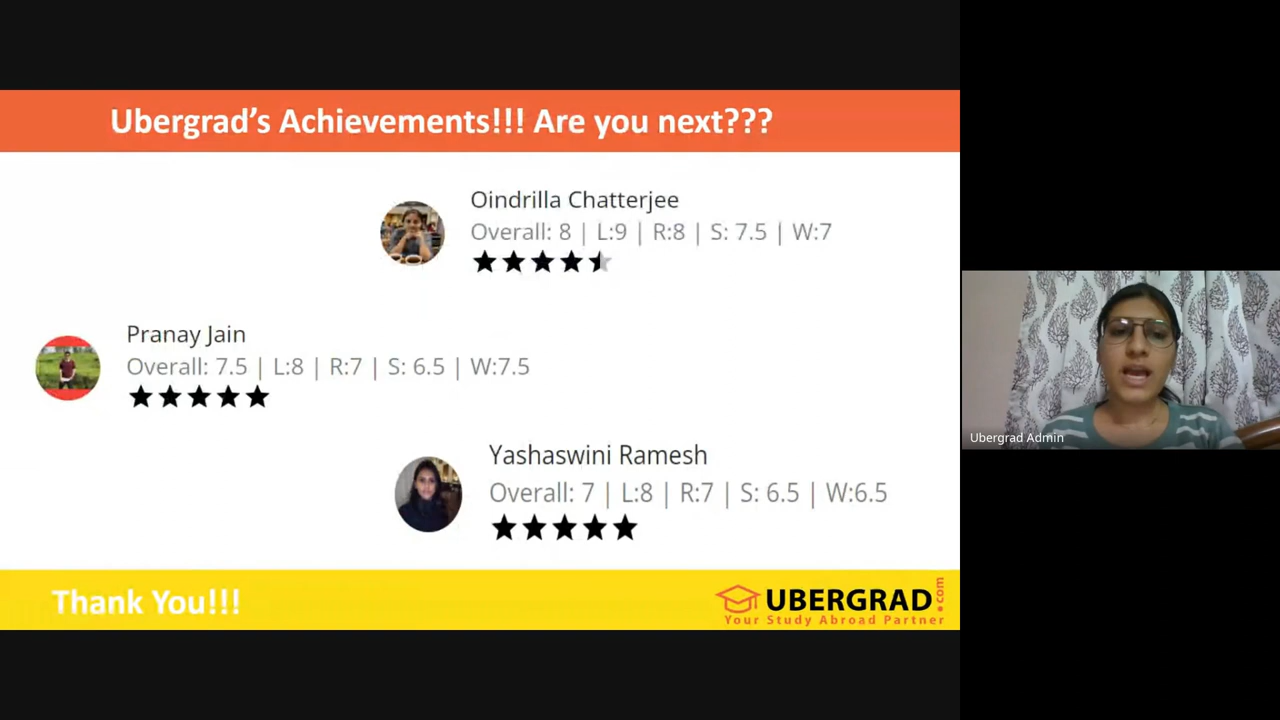 Ubergrad's Achievements!!! Are you next???
Oindrilla Chatterjee
Overall: 8 | L:9 | R:8 | S: 7.5 | W:7
Pranay Jain
Overall: 7.5 | L:8 | R:7 | S: 6.5 | W:7.5
Yashaswini Ramesh
Overall: 7 | L:8 | R:7 | S: 6.5 | W:6.5
Thank You!!!
UBERGRAD.com
Your Study Abroad Partner
Ubergrad Admin